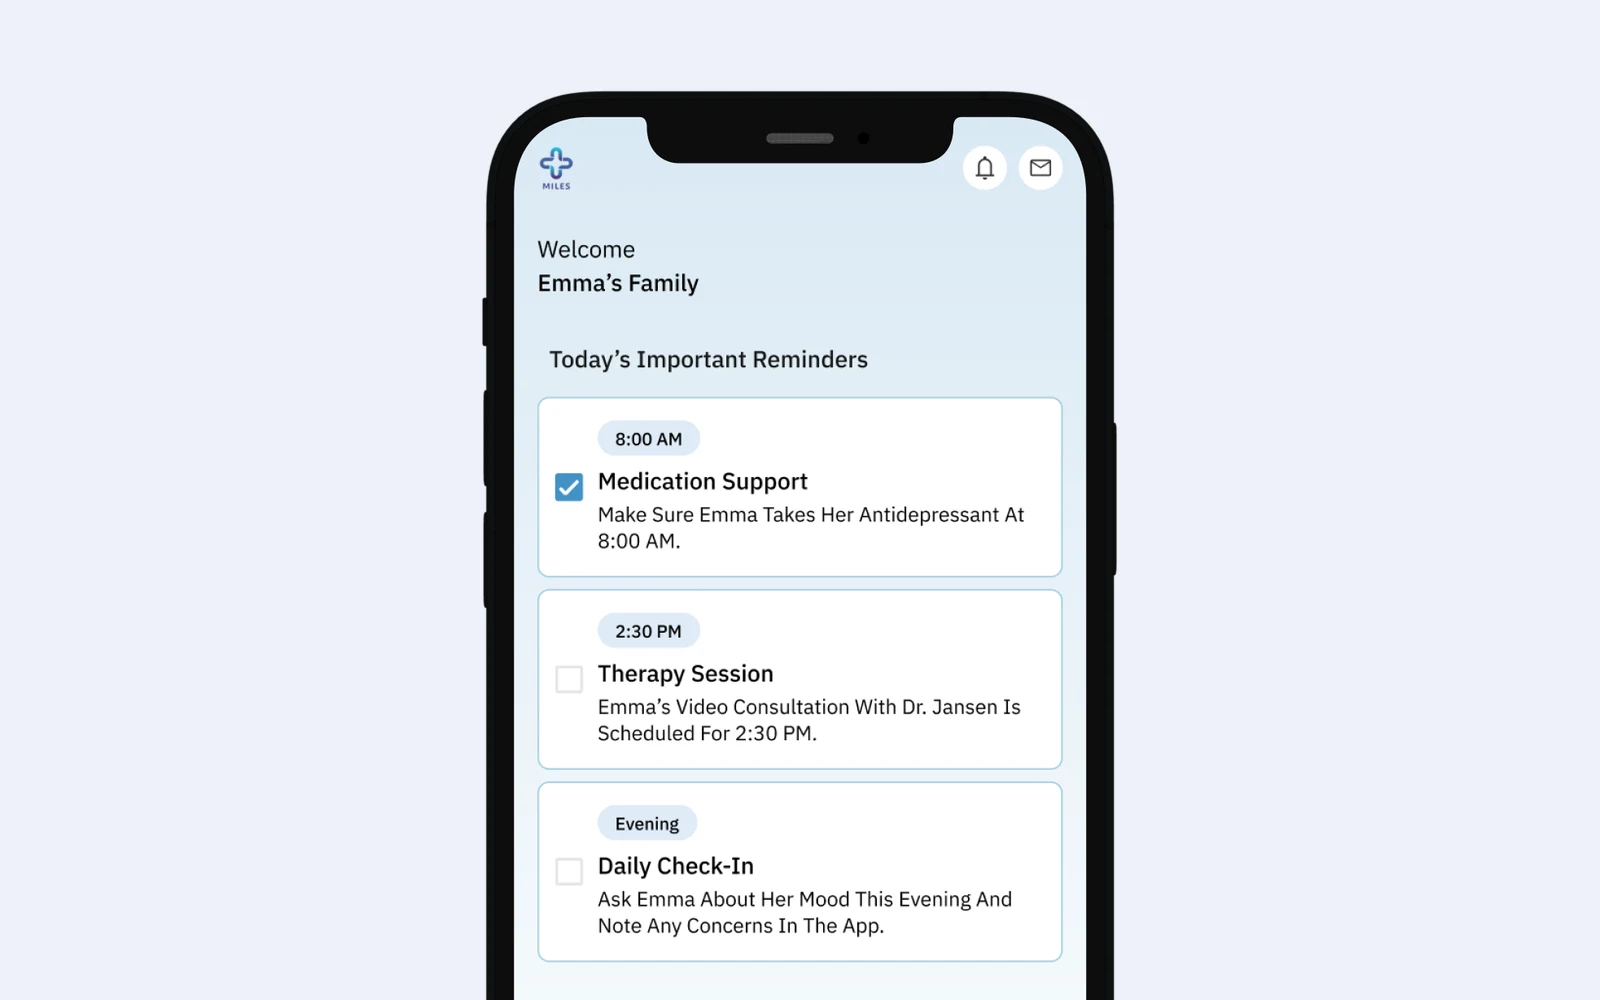 MILES
Welcome
Emma’s Family
Today’s Important Reminders
8:00 AM
Medication Support
Make Sure Emma Takes Her Antidepressant At
8:00 AM.
2:30 PM
Therapy Session
Emma’s Video Consultation With Dr. Jansen Is
Scheduled For 2:30 PM.
Evening
Daily Check-In
Ask Emma About Her Mood This Evening And
Note Any Concerns In The App.